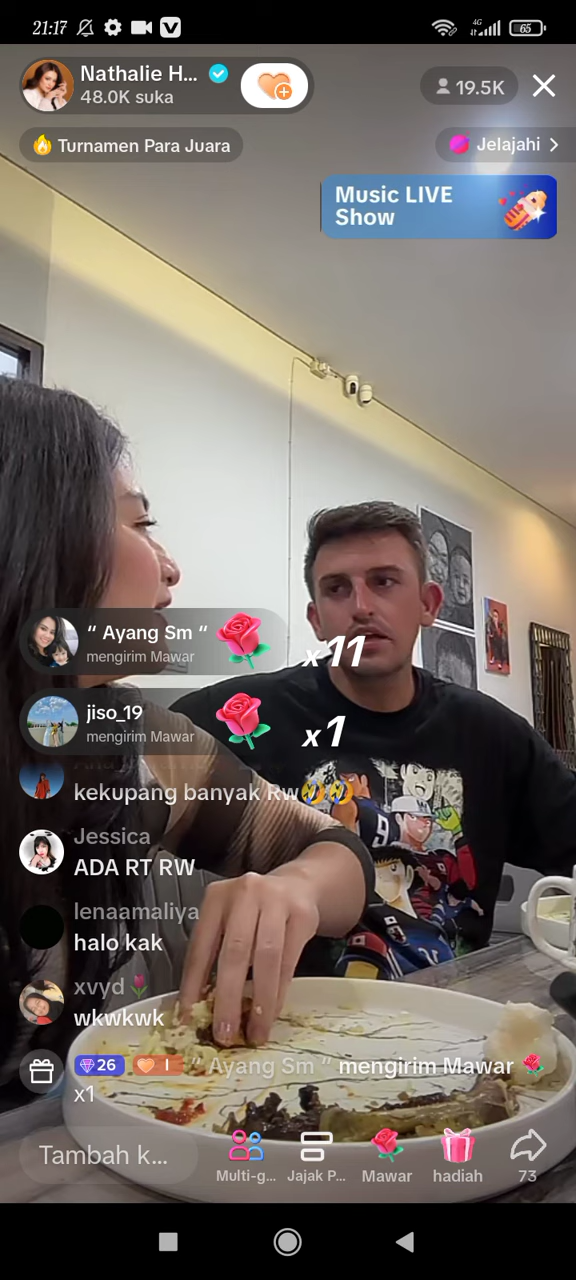 21:17
4G
65
Nathalie H...
48.0K suka
19.5K
Turnamen Para Juara
Jelajahi
Music LIVE
Show
“ Ayang Sm “
mengirim Mawar
x11
jiso_19
mengirim Mawar
x1
kekupang banyak Rw🤣🤣
Jessica
ADA RT RW
lenaamaliya
halo kak
xvyd🌷
wkwkwk
26 I “ Ayang Sm “ mengirim Mawar
x1
Tambah k...
Multi-g...
Jajak P...
Mawar
hadiah
73